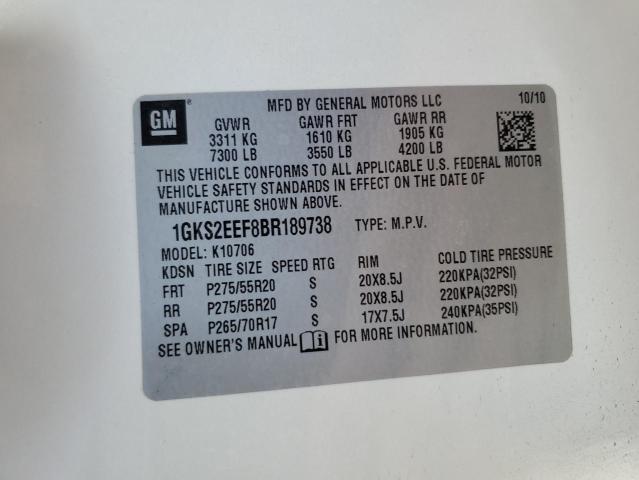 GM ® MFD BY GENERAL MOTORS LLC 10/10
GVWR GAWR FRT GAWR RR
3311 KG 1610 KG 1905 KG
7300 LB 3550 LB 4200 LB
THIS VEHICLE CONFORMS TO ALL APPLICABLE U.S. FEDERAL MOTOR
VEHICLE SAFETY STANDARDS IN EFFECT ON THE DATE OF
MANUFACTURE SHOWN ABOVE.
1GKS2EEF8BR189738 TYPE: M.P.V.
MODEL: K10706
KDSN TIRE SIZE SPEED RTG RIM COLD TIRE PRESSURE
FRT P275/55R20 S 20X8.5J 220KPA(32PSI)
RR P275/55R20 S 20X8.5J 220KPA(32PSI)
SPA P265/70R17 S 17X7.5J 240KPA(35PSI)
SEE OWNER'S MANUAL i FOR MORE INFORMATION.